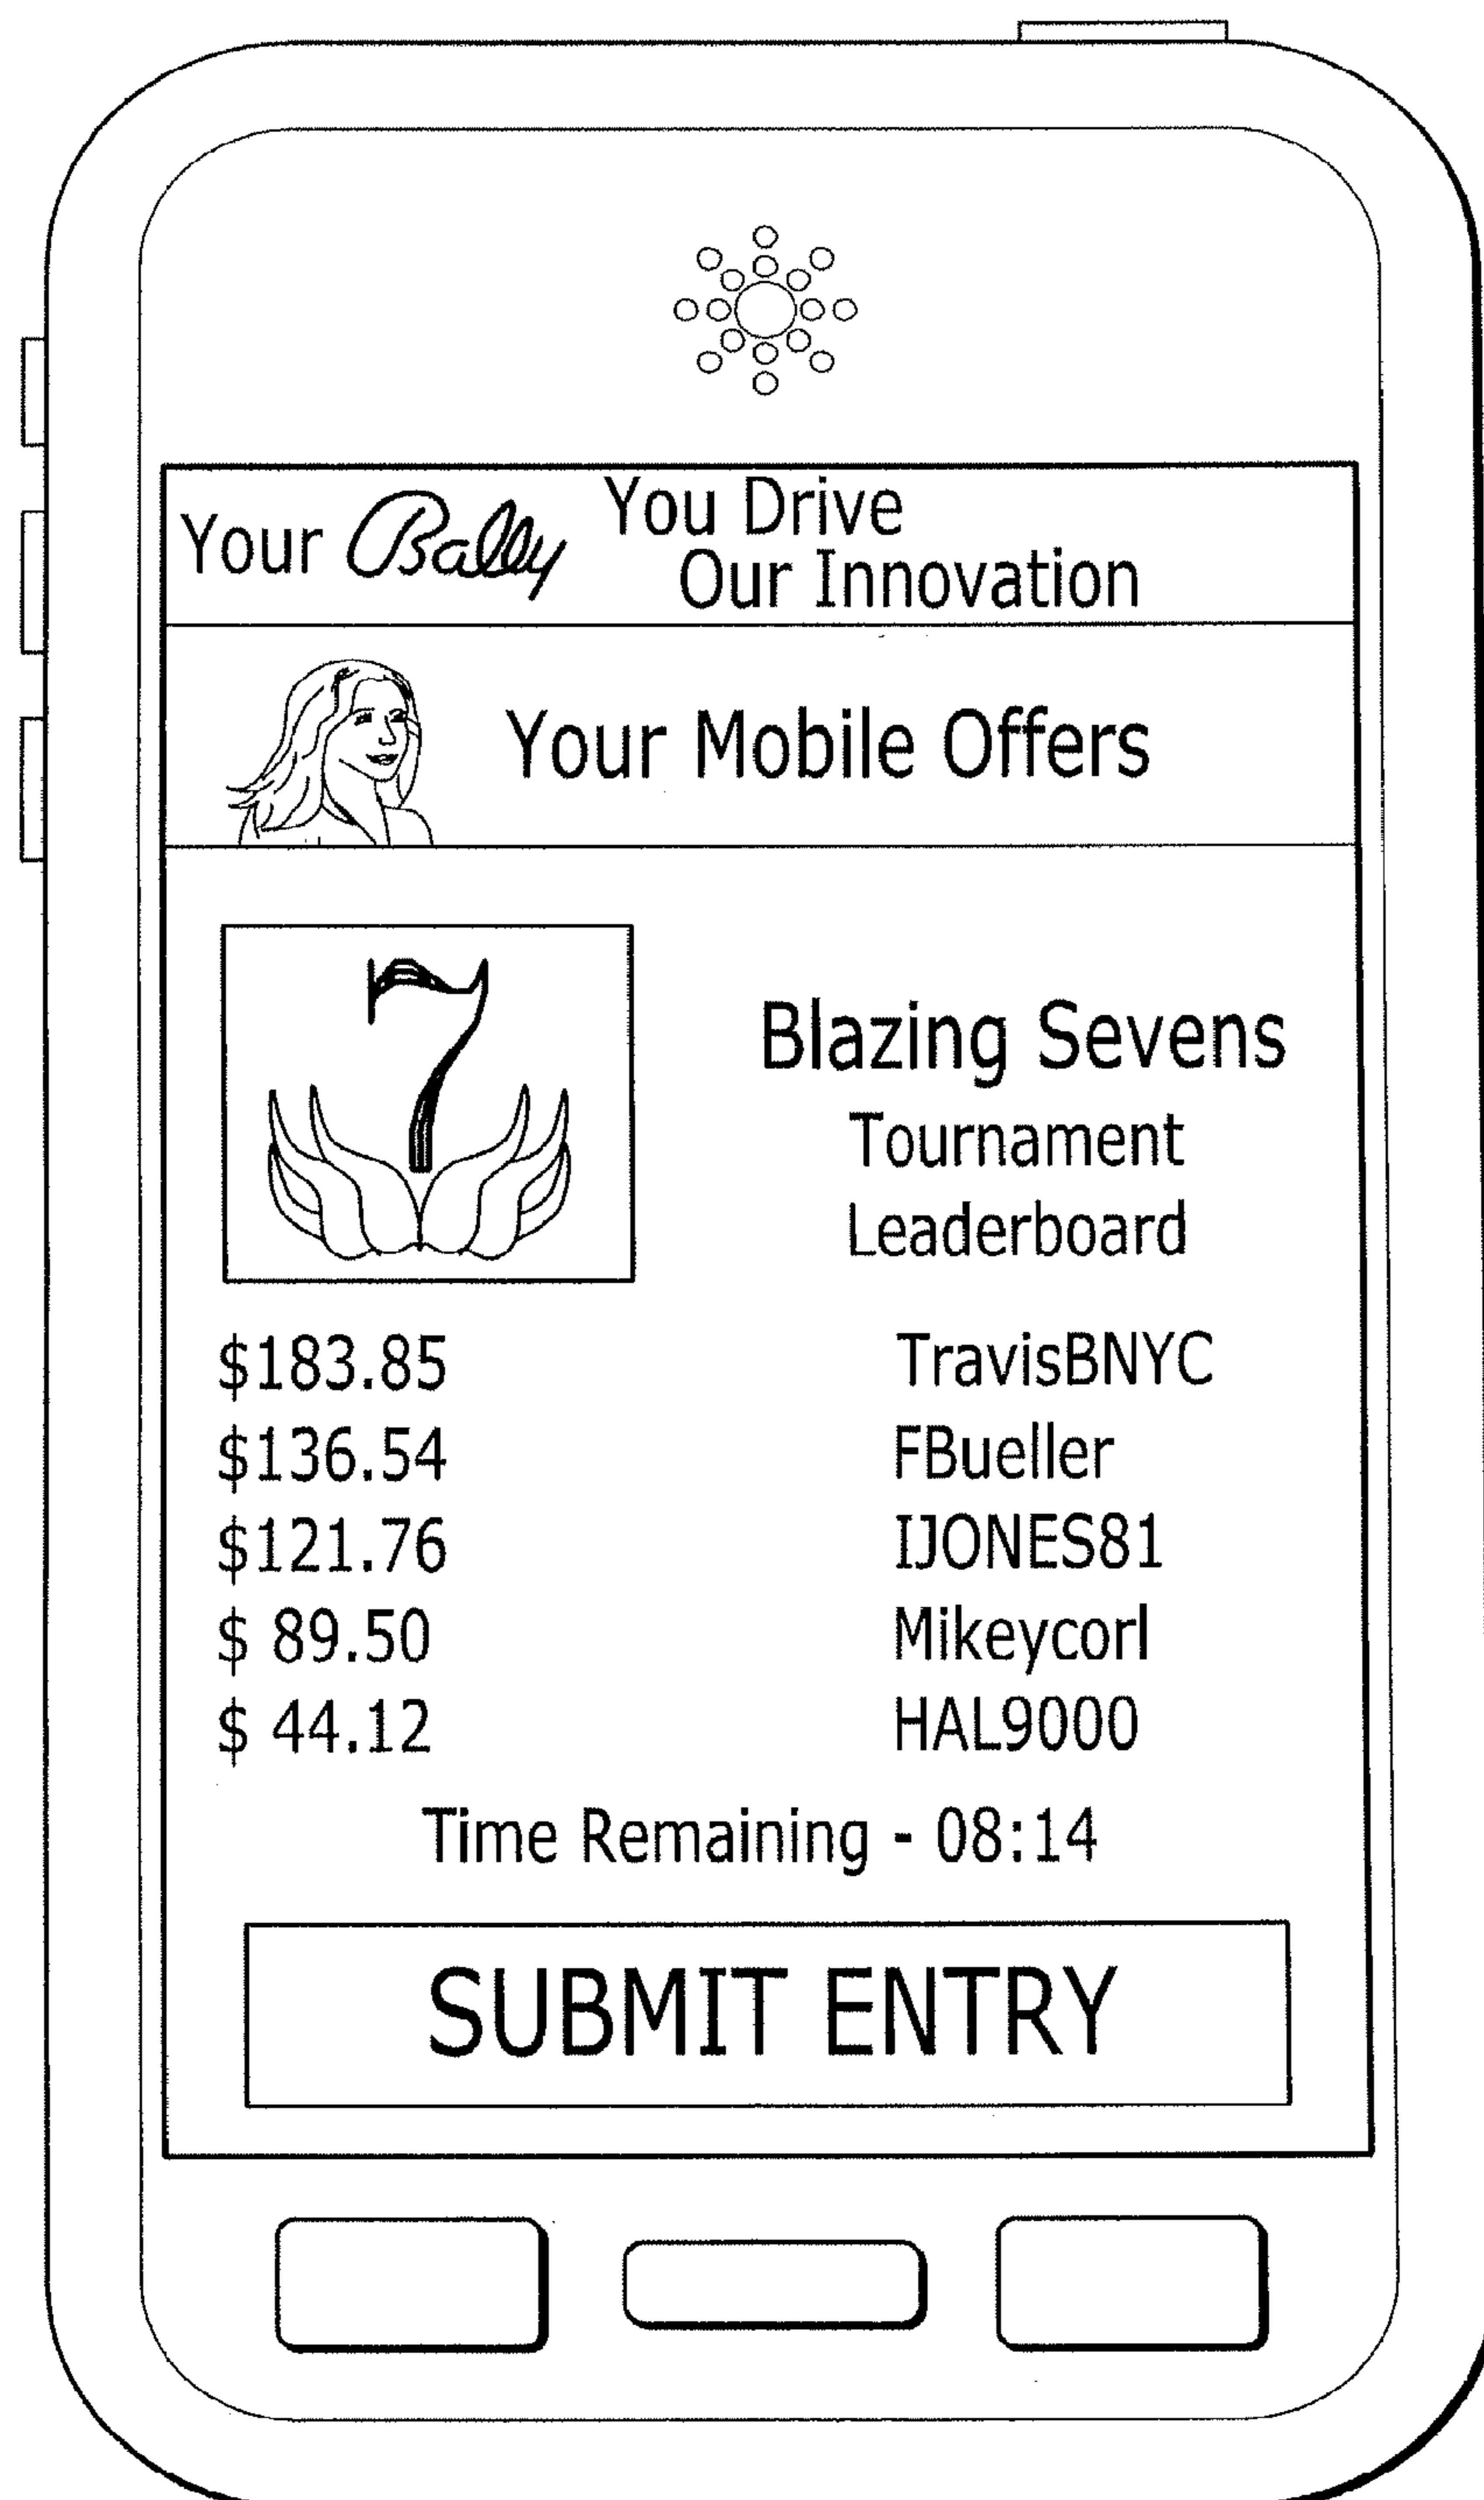 Your Bally
You Drive
Our Innovation
Your Mobile Offers
7
Blazing Sevens
Tournament
Leaderboard
$183.85 TravisBNYC
$136.54 FBueller
$121.76 IJONES81
$ 89.50 Mikeycorl
$ 44.12 HAL9000
Time Remaining - 08:14
SUBMIT ENTRY